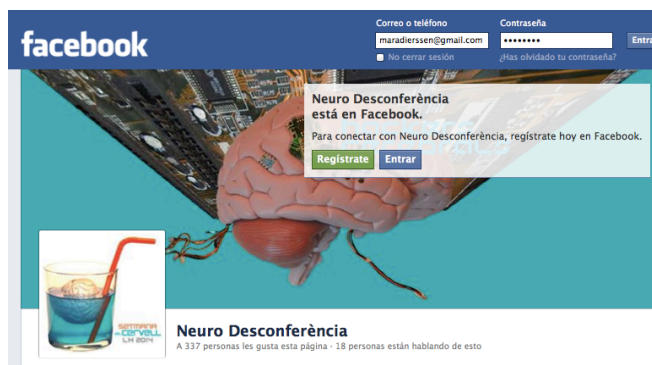 facebook
Correo o teléfono
Contraseña
maradierssen@gmail.com
••••••••
Entra
No cerrar sesión
¿Has olvidado tu contraseña?
Neuro Desconferència
está en Facebook.
Para conectar con Neuro Desconferència, regístrate hoy en Facebook.
Regístrate
Entrar
SETMANA
DEL CERVELL
LH 2014
Neuro Desconferència
A 337 personas les gusta esta página · 18 personas están hablando de esto